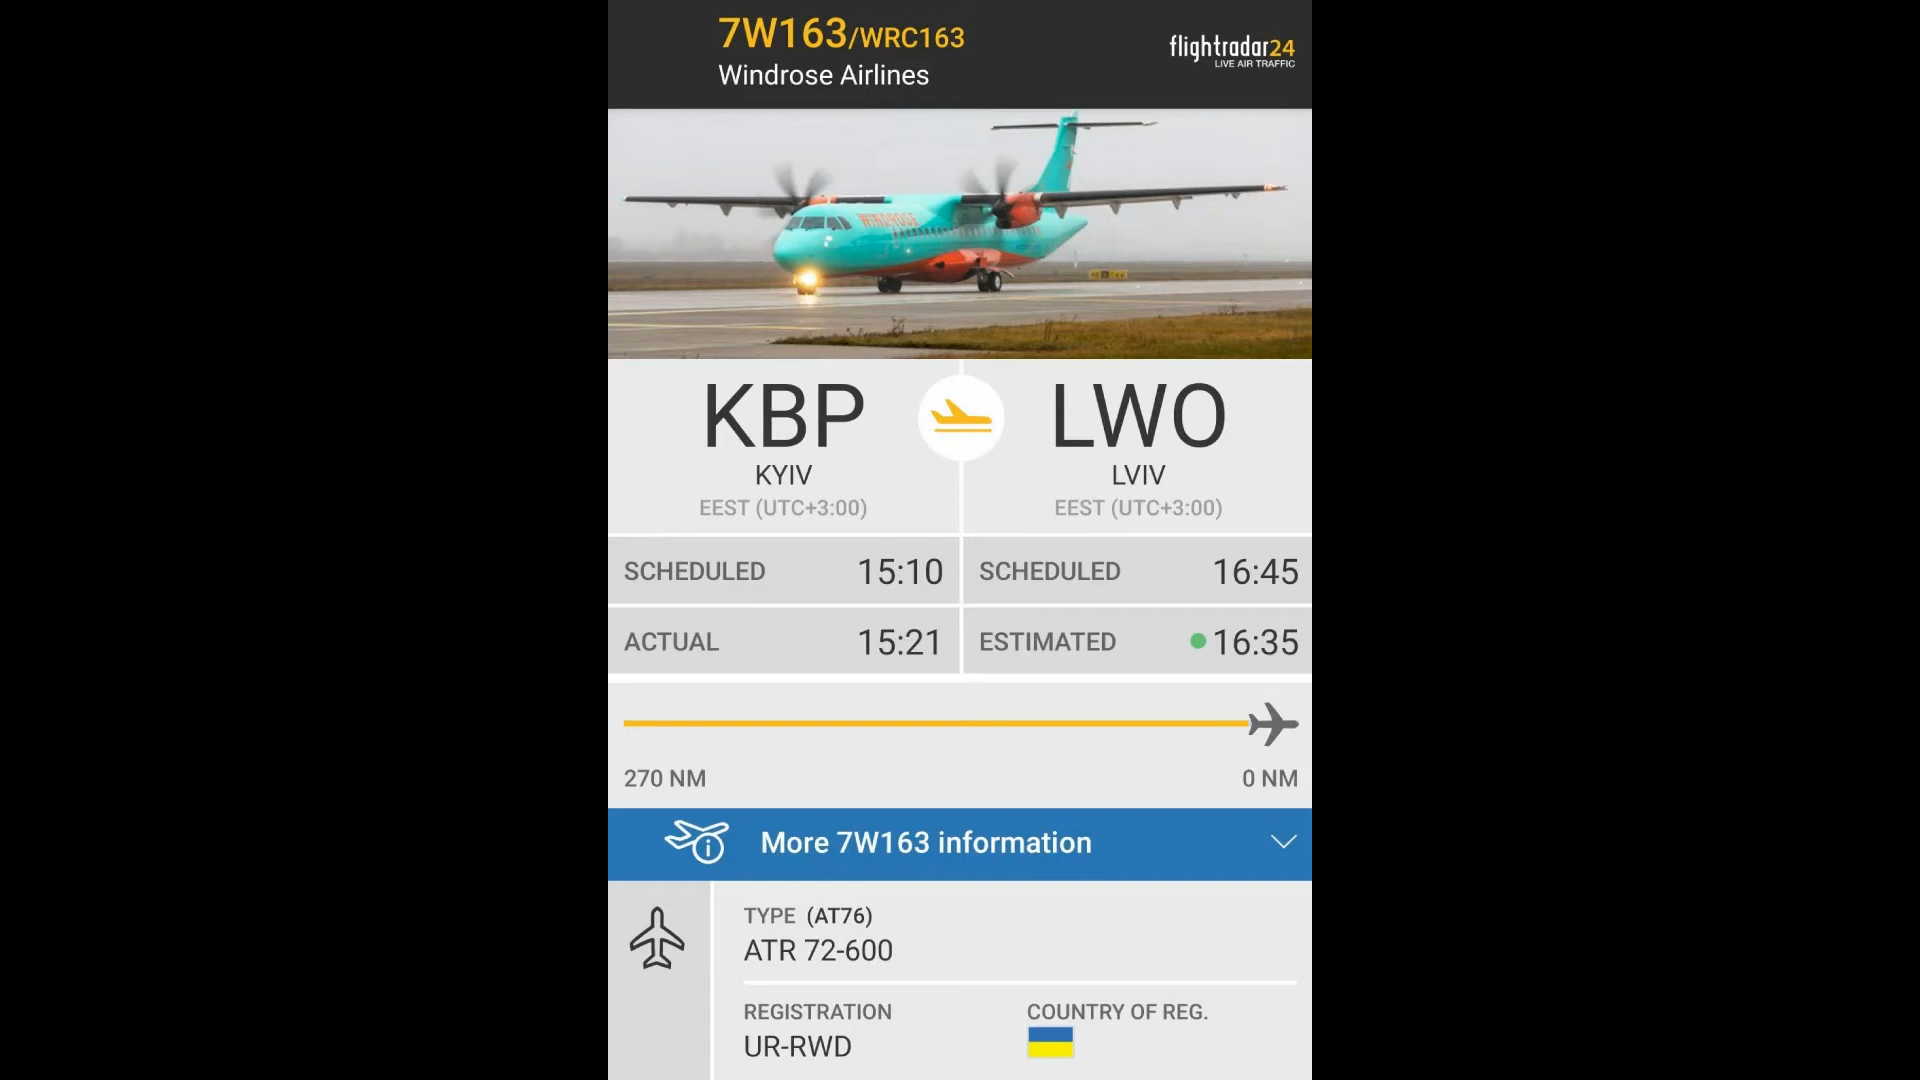 7W163/WRC163
Windrose Airlines
flightradar24
LIVE AIR TRAFFIC
WINDROSE
KBP
KYIV
EEST (UTC+3:00)
LWO
LVIV
EEST (UTC+3:00)
SCHEDULED 15:10
SCHEDULED 16:45
ACTUAL 15:21
ESTIMATED 16:35
270 NM
0 NM
More 7W163 information
TYPE (AT76)
ATR 72-600
REGISTRATION
UR-RWD
COUNTRY OF REG.